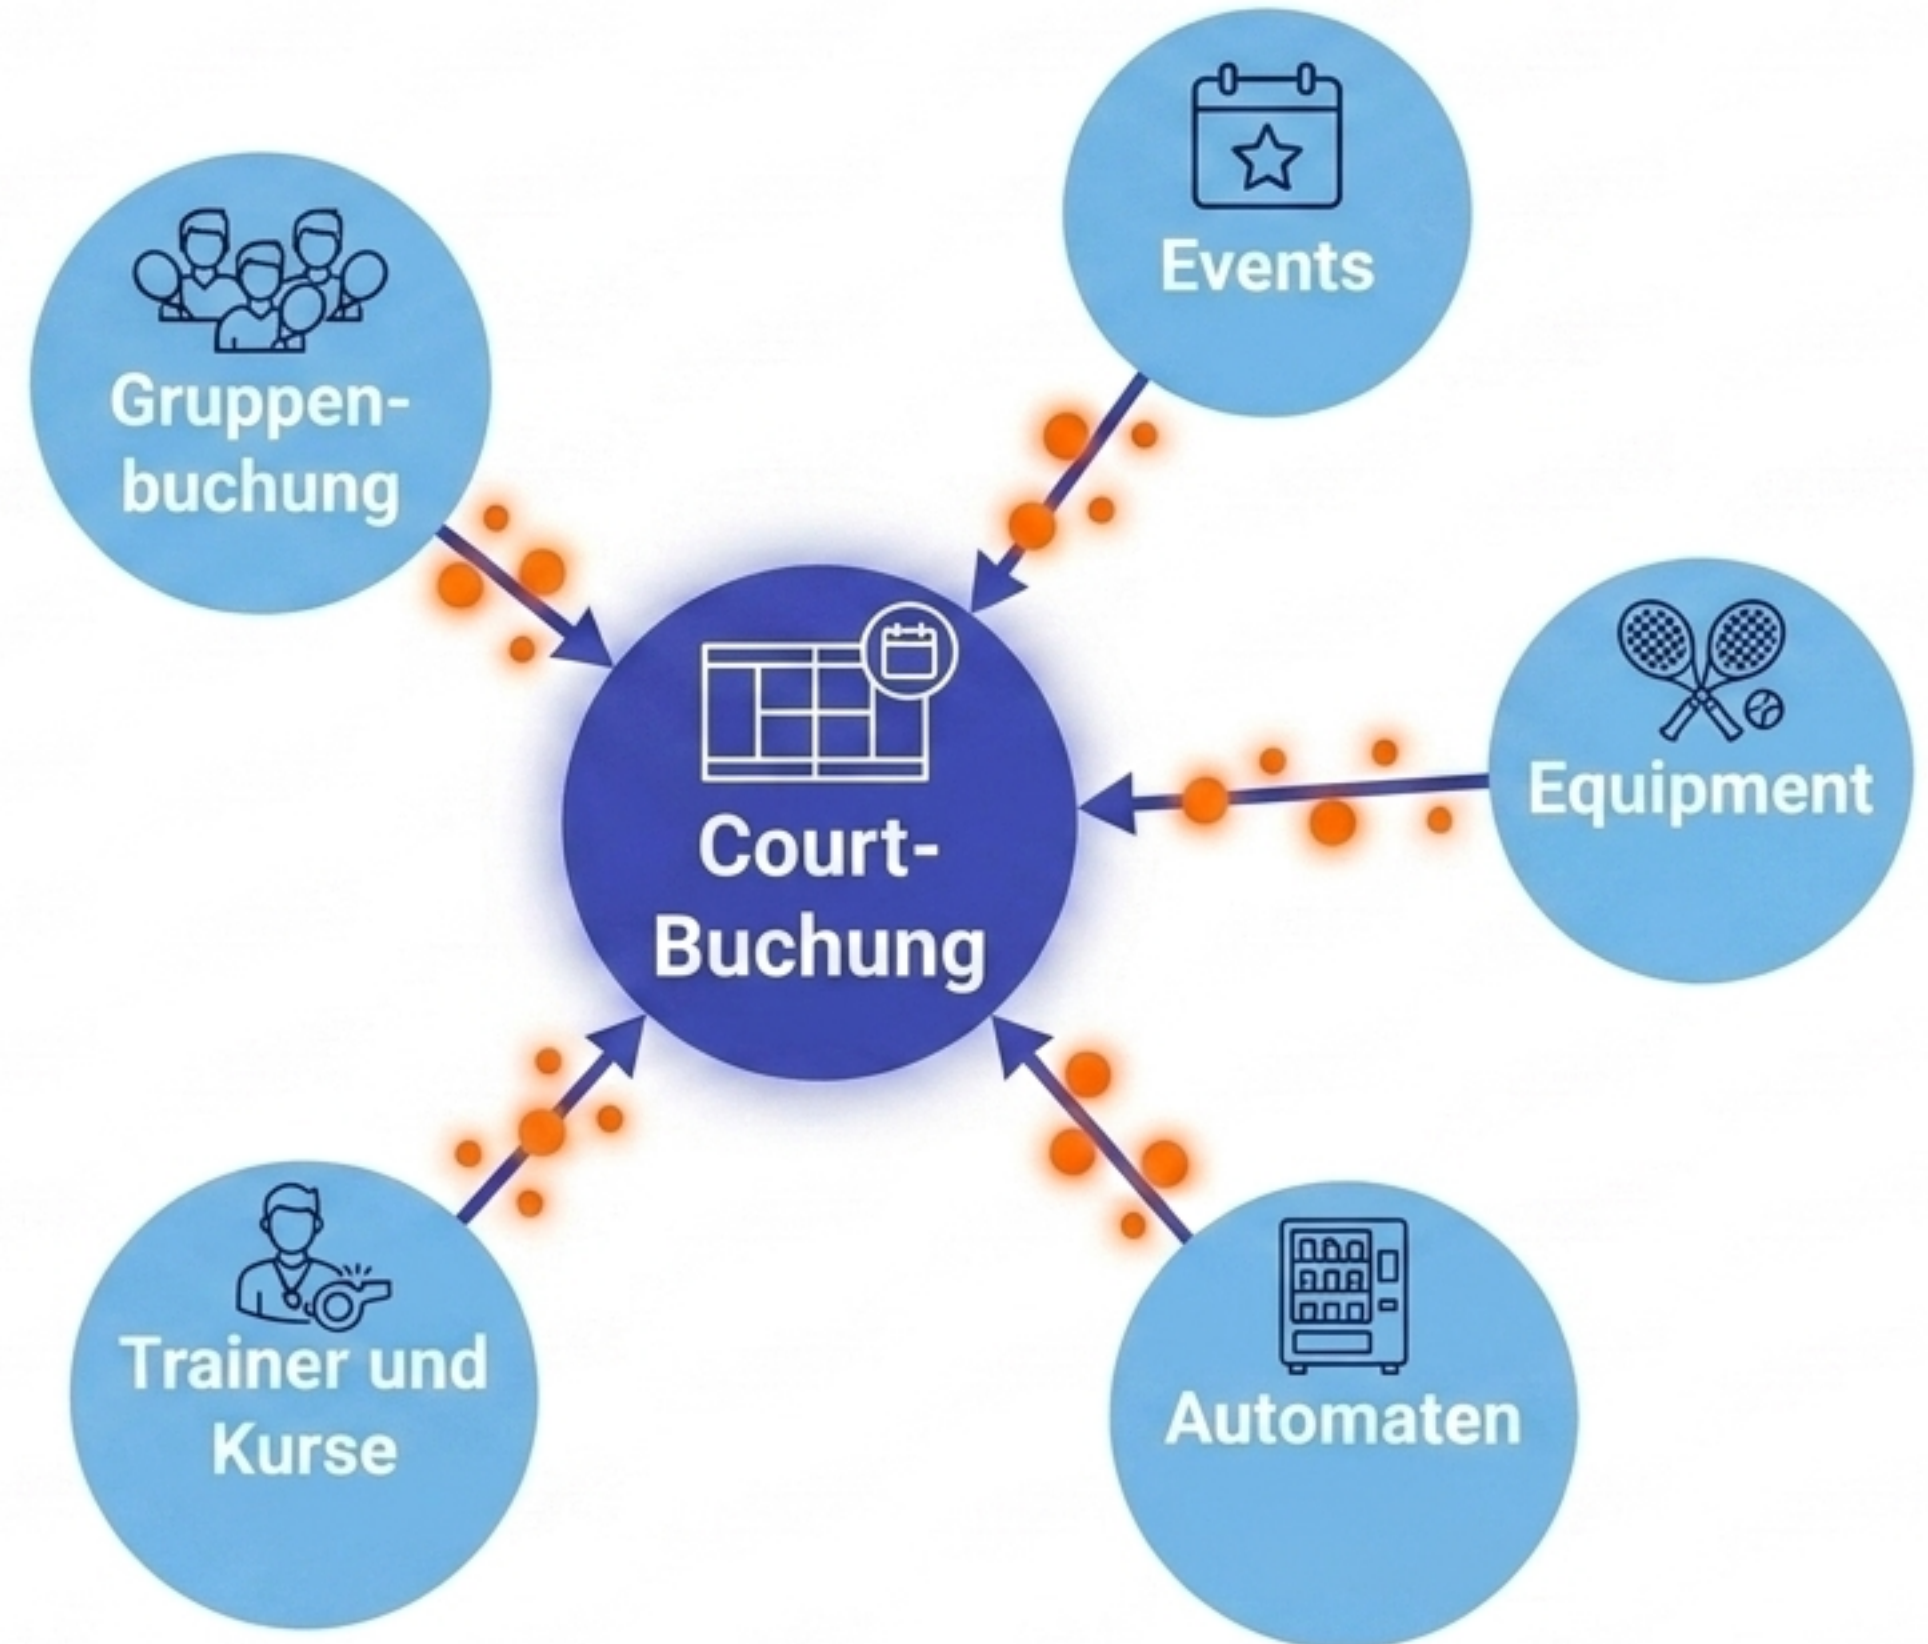 Events
Gruppen-
buchung
Equipment
Court-
Buchung
Trainer und
Kurse
Automaten